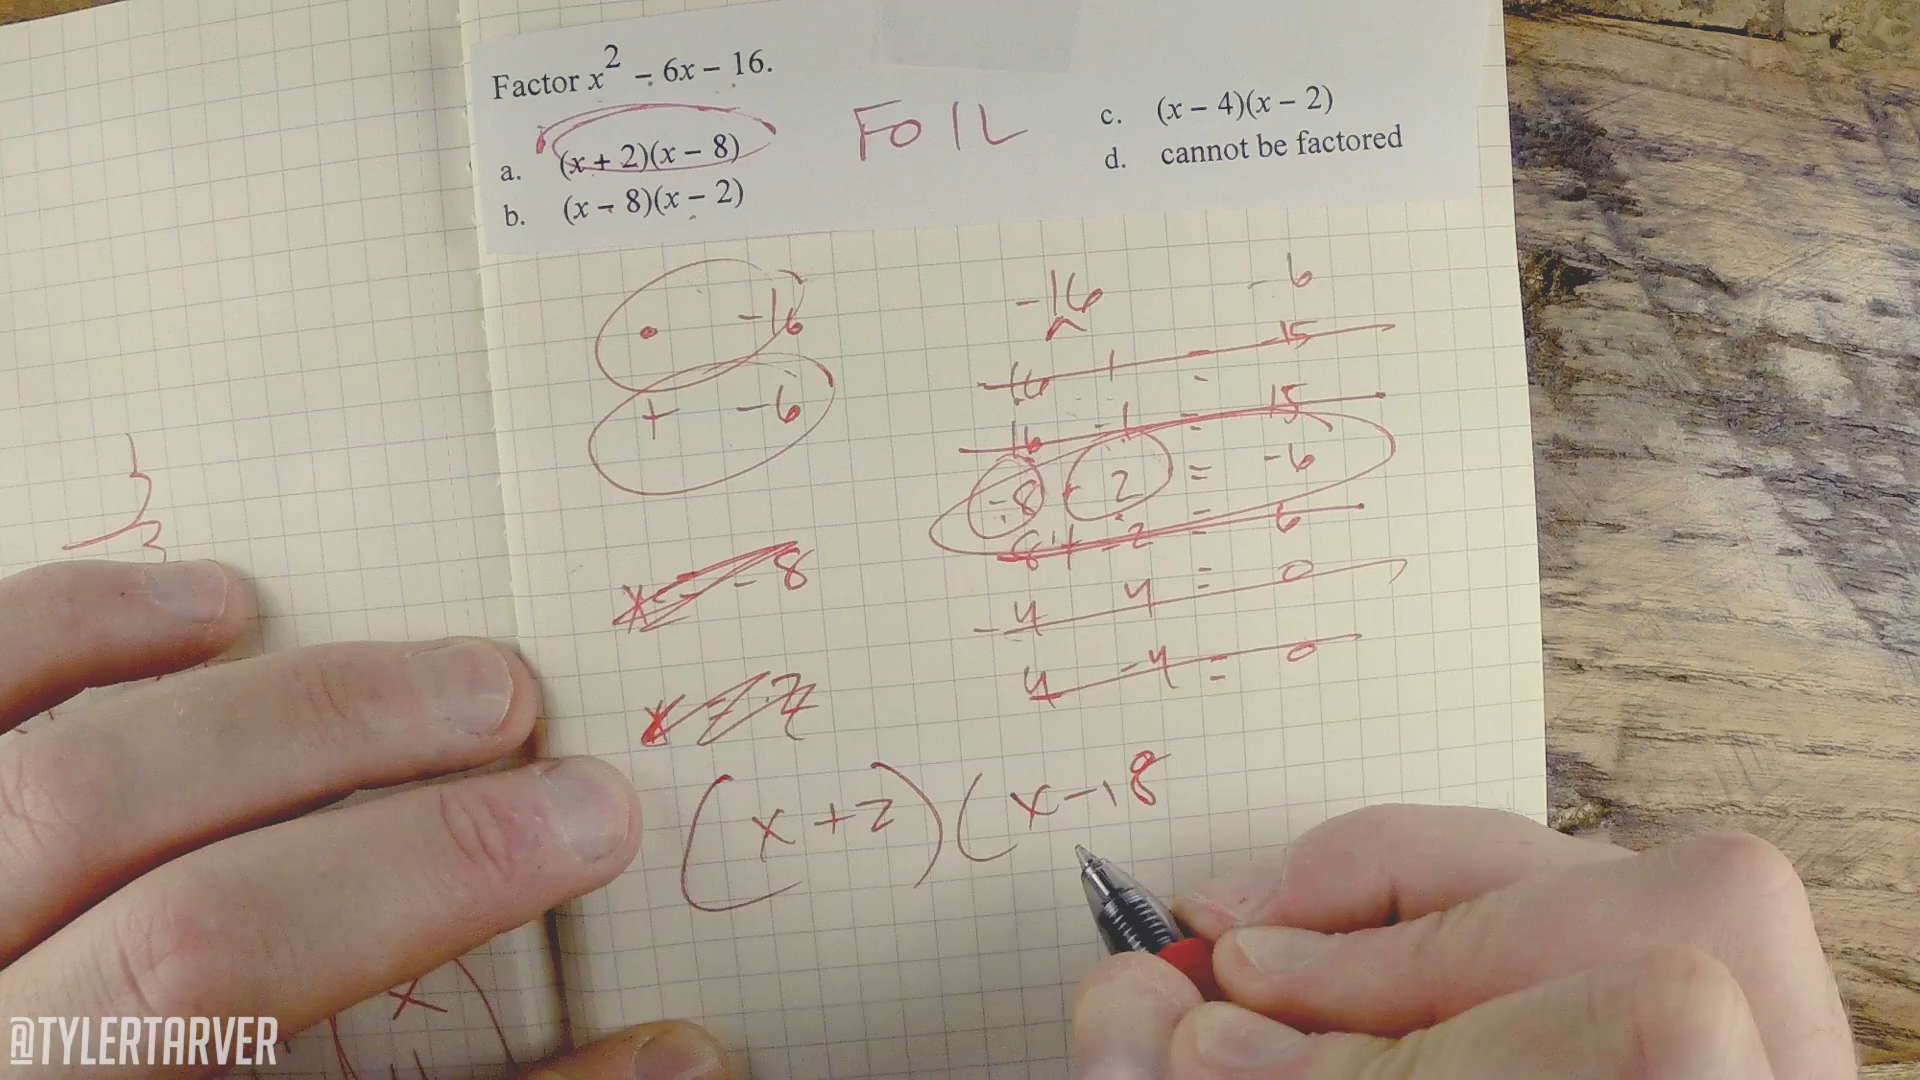 Factor x² – 6x – 16.
a. (x + 2)(x – 8)
b. (x – 8)(x – 2)
FOIL
c. (x – 4)(x – 2)
d. cannot be factored
• -16
+ -6
-16 -6
-16 1 = -15
16 -1 = 15
-8 + 2 = -6
8 + -2 = 6
-4 4 = 0
4 -4 = 0
x = -8
(x+2)(x-8
@TYLERTARVER